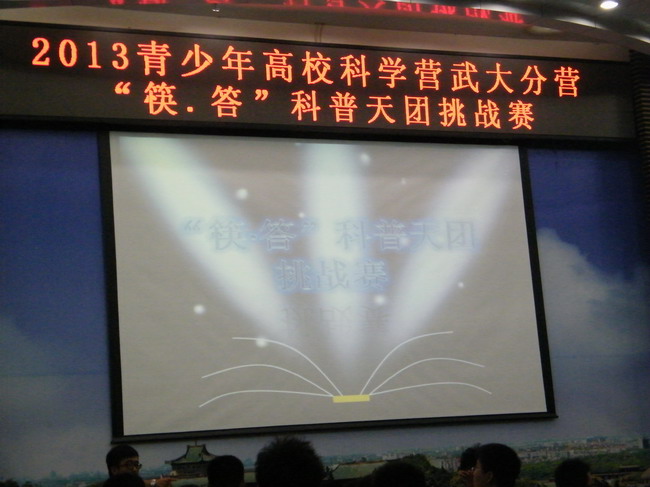 2013青少年高校科学营武大分营
“筷.答”科普天团挑战赛
“筷·答”科普天团
挑战赛